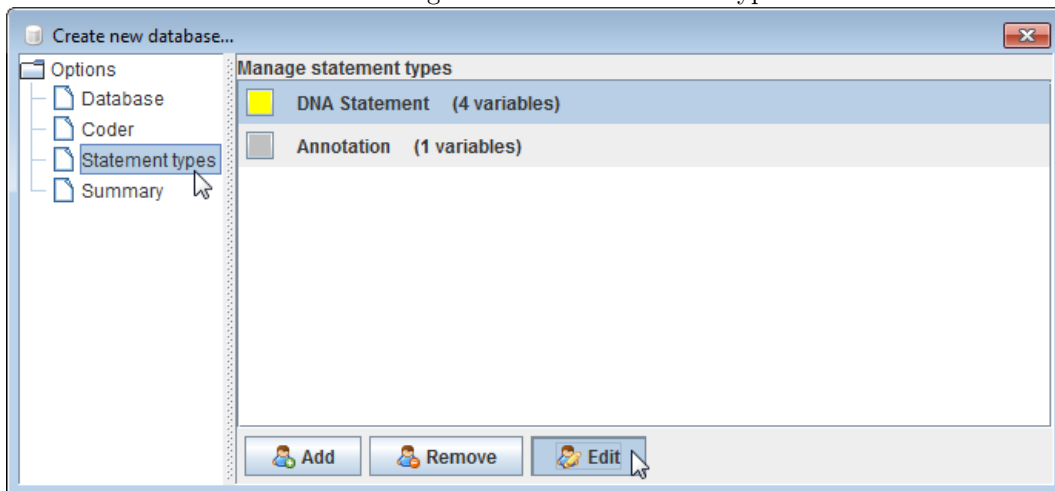 Create new database...
Options
Database
Coder
Statement types
Summary
Manage statement types
DNA Statement (4 variables)
Annotation (1 variables)
Add Remove Edit